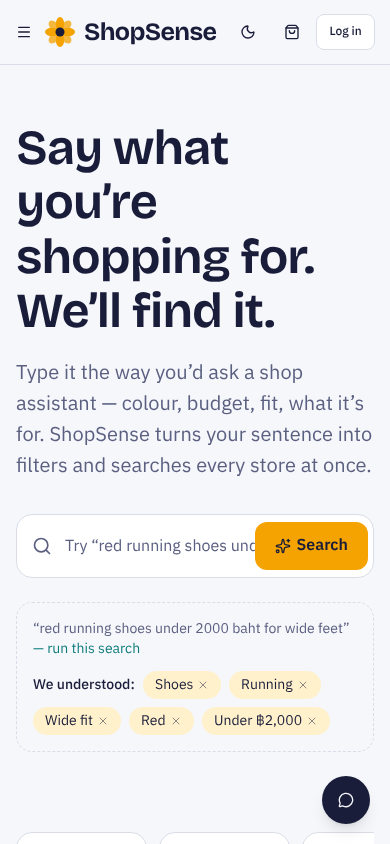 ShopSense
Log in
Say what
you’re
shopping for.
We’ll find it.
Type it the way you’d ask a shop
assistant — colour, budget, fit, what it’s
for. ShopSense turns your sentence into
filters and searches every store at once.
Try “red running shoes und
Search
“red running shoes under 2000 baht for wide feet”
— run this search
We understood: Shoes × Running ×
Wide fit × Red × Under ฿2,000 ×